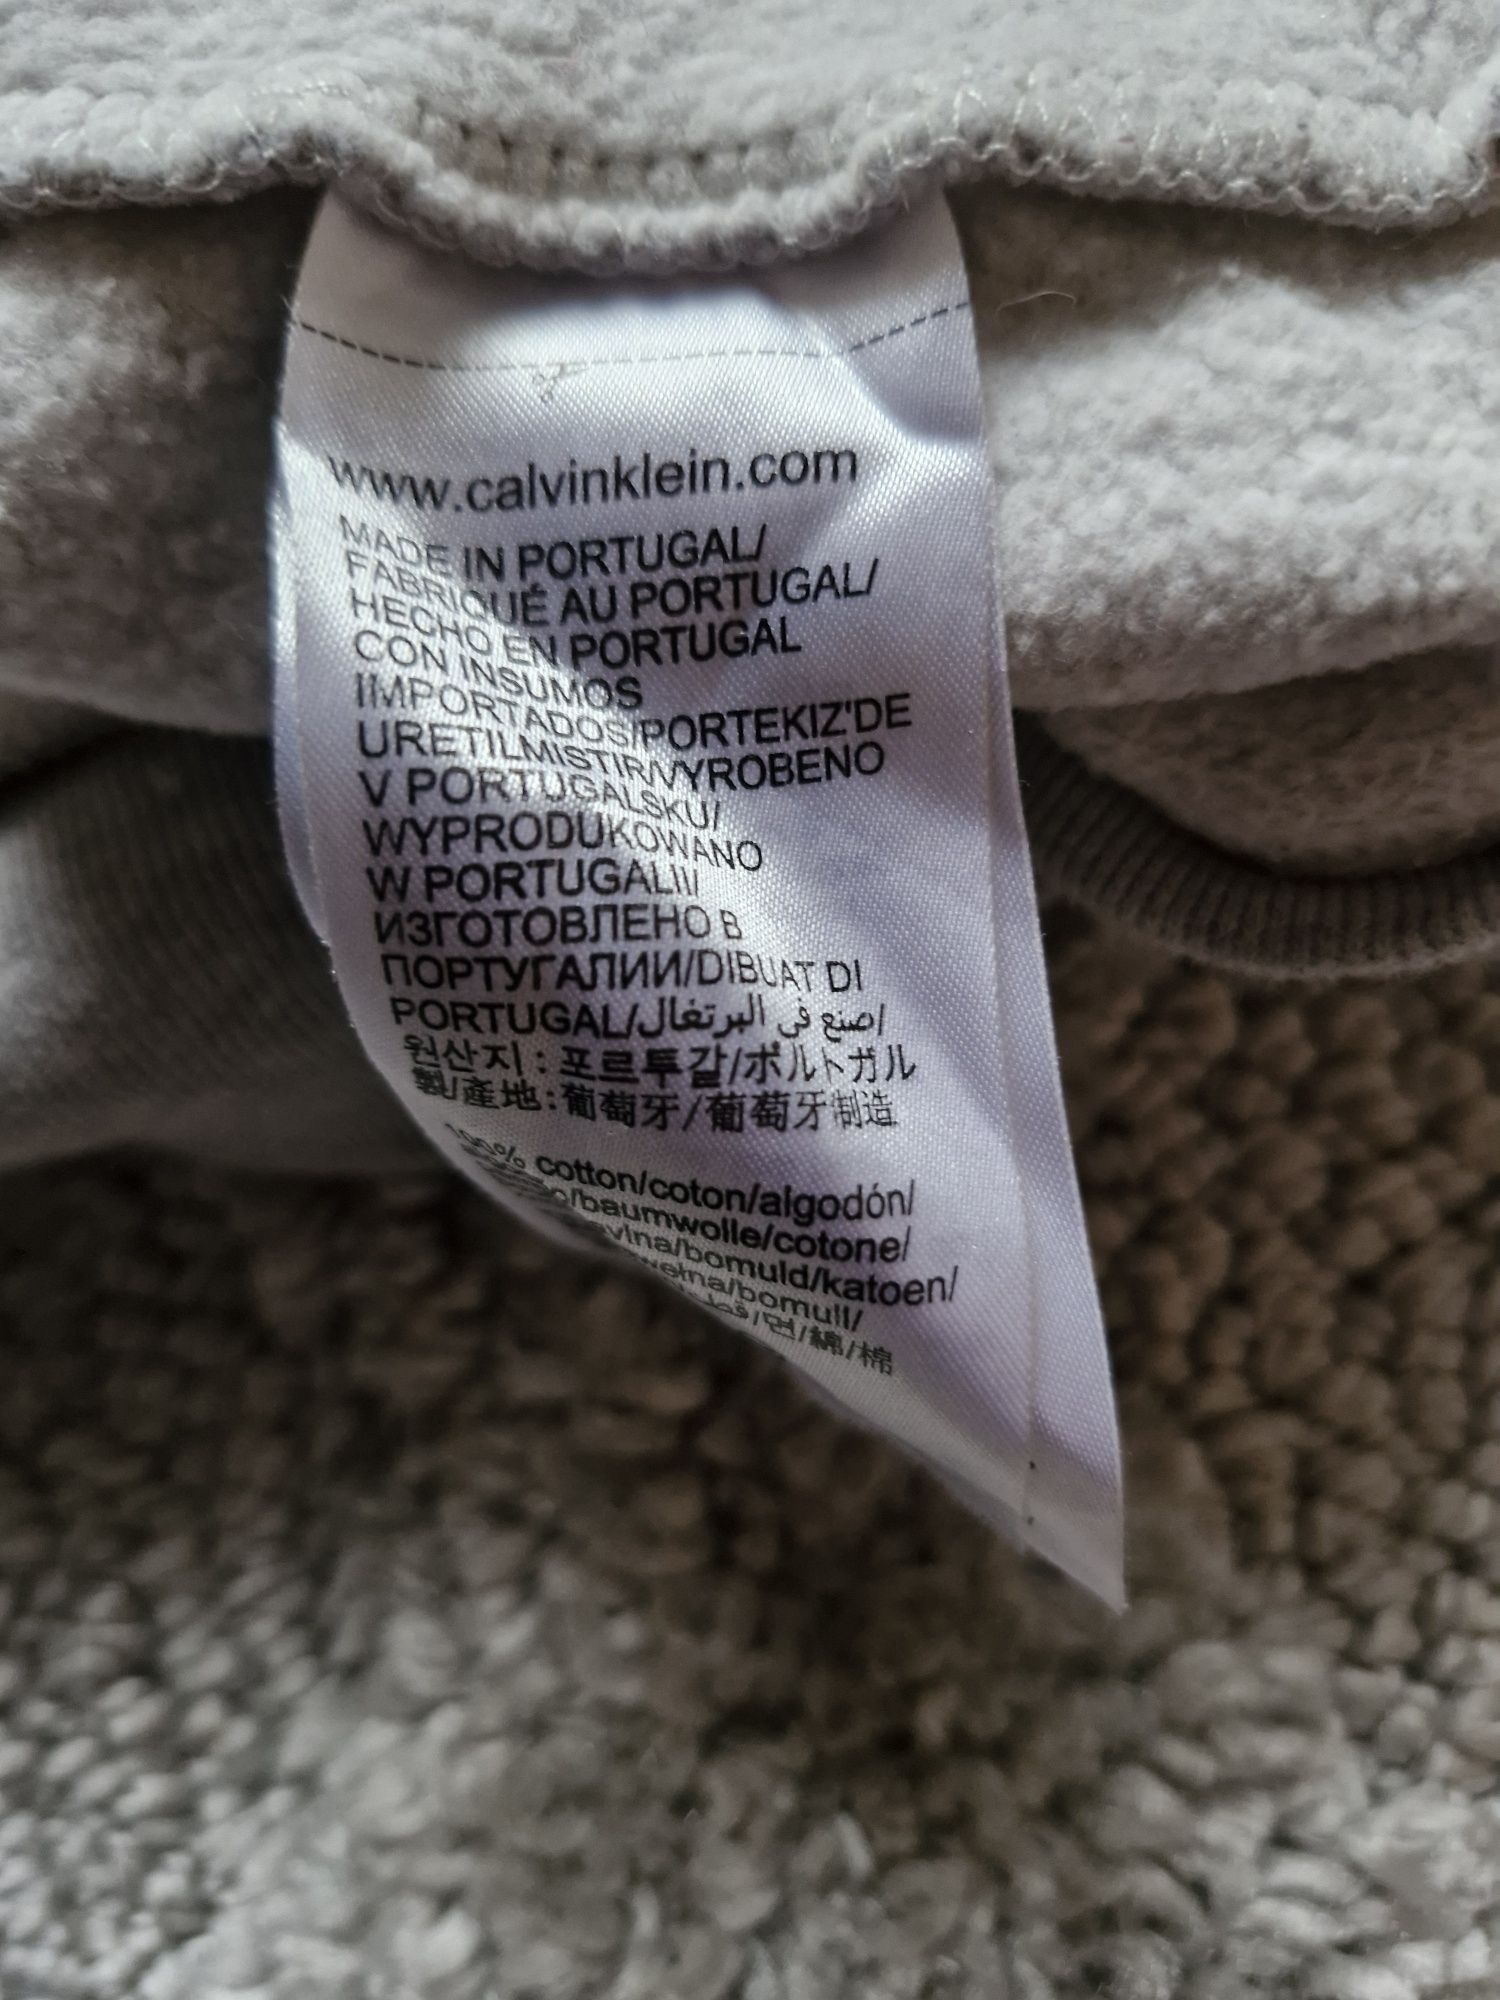 www.calvinklein.com
MADE IN PORTUGAL/
FABRIQUÉ AU PORTUGAL/
HECHO EN PORTUGAL
CON INSUMOS
IMPORTADOS/PORTEKIZ'DE
URETILMISTIR/VYROBENO
V PORTUGALSKU/
WYPRODUKOWANO
W PORTUGALII/
ИЗГОТОВЛЕНО В
ПОРТУГАЛИИ/DIBUAT DI
PORTUGAL/صنع في البرتغال/
원산지 : 포르투갈/ポルトガル
製/產地:葡萄牙/葡萄牙制造
100% cotton/coton/algodón/
/baumwolle/cotone/
/bomuld/katoen/
/bomull/
/면/綿/棉